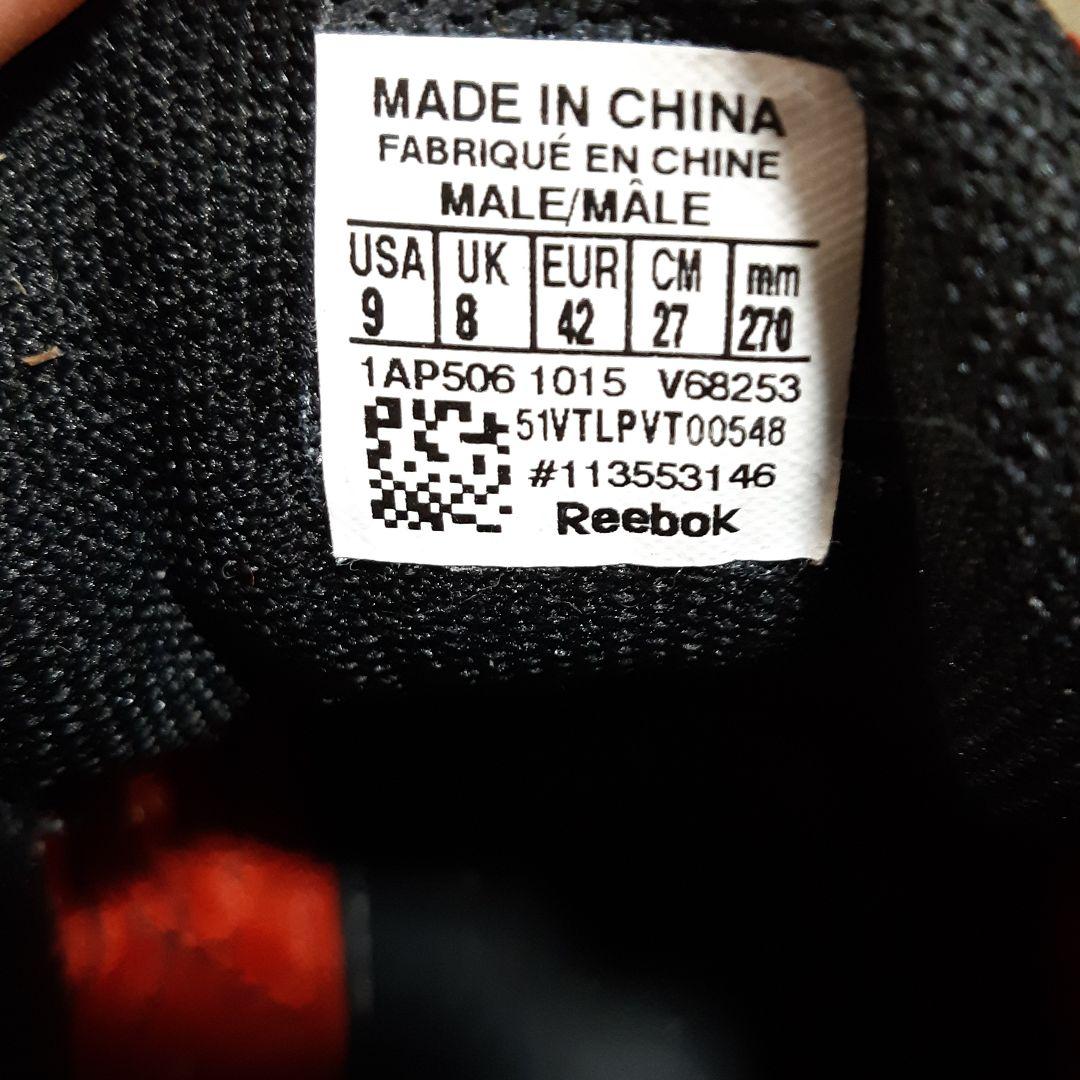 MADE IN CHINA
FABRIQUÉ EN CHINE
MALE/MÂLE
USA UK EUR CM mm
9 8 42 27 270
1AP506 1015 V68253
51VTLPVT00548
#113553146
Reebok